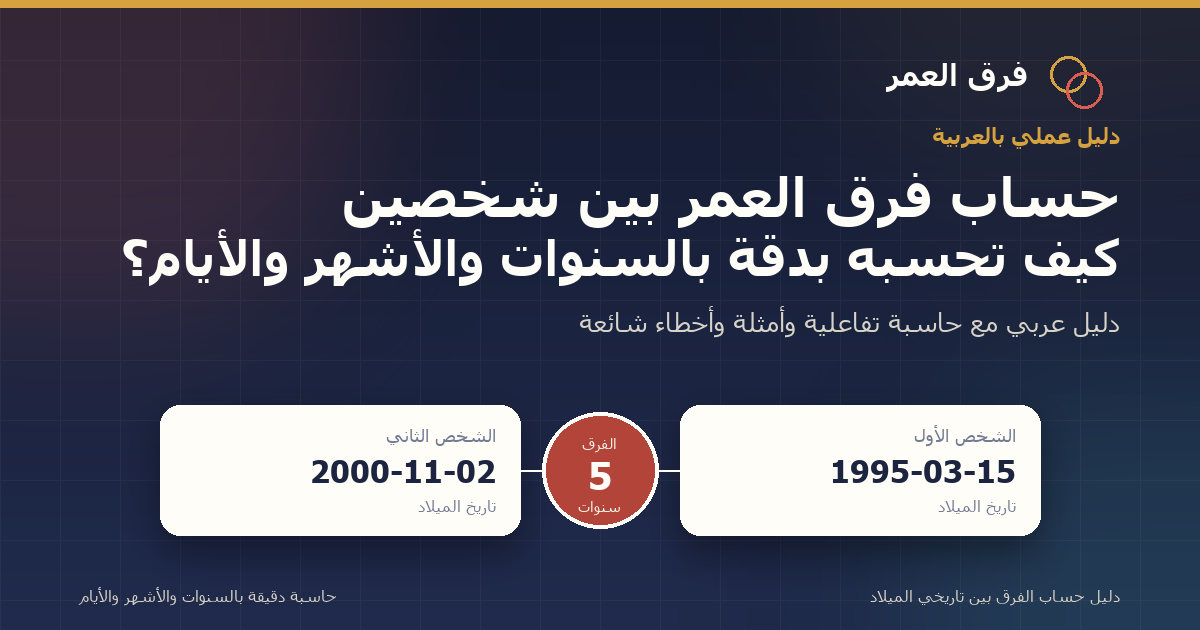 فرق العمر
دليل عملي بالعربية
حساب فرق العمر بين شخصين
كيف تحسبه بدقة بالسنوات والأشهر والأيام؟
دليل عربي مع حاسبة تفاعلية وأمثلة وأخطاء شائعة
الشخص الأول
1995-03-15
تاريخ الميلاد
الفرق
5
سنوات
الشخص الثاني
2000-11-02
تاريخ الميلاد
دليل حساب الفرق بين تاريخي الميلاد
حاسبة دقيقة بالسنوات والأشهر والأيام